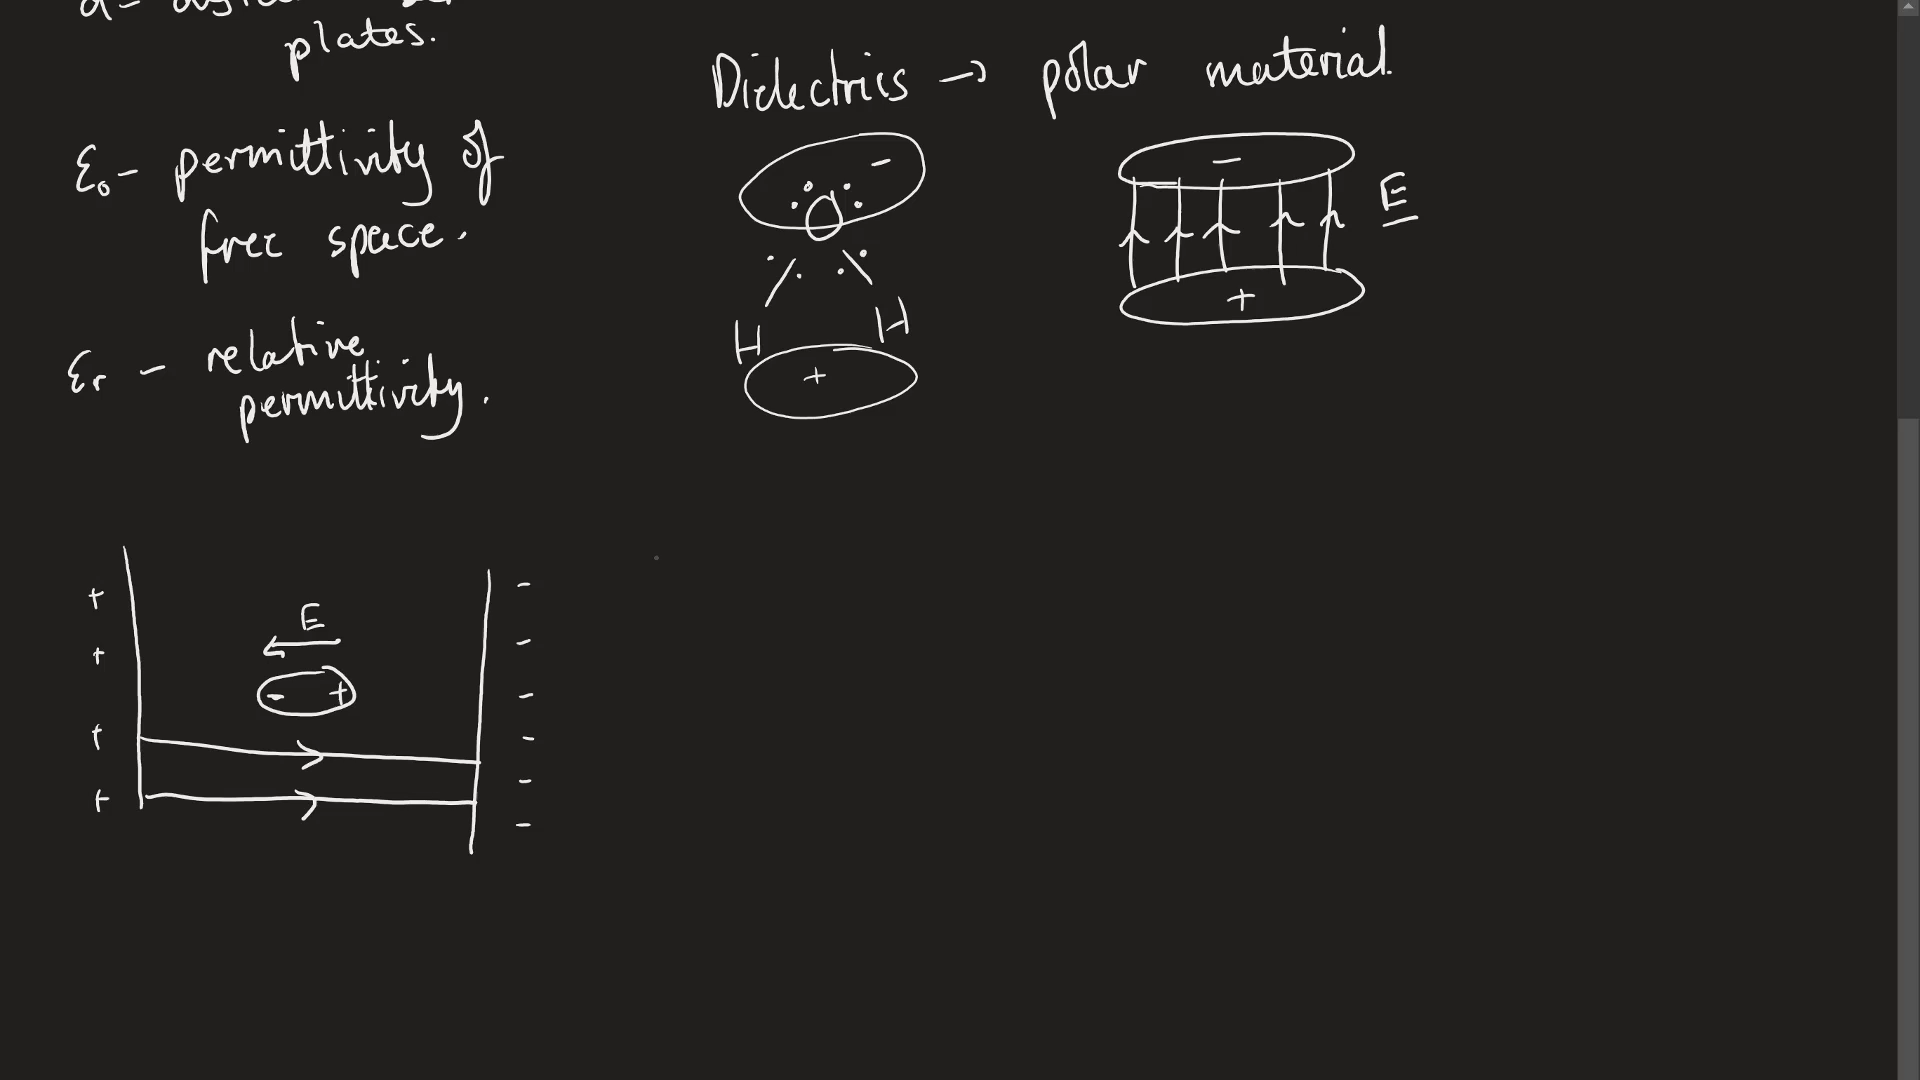 plates.
ε₀ - permittivity of
free space.
εr - relative
permittivity.
Dielectrics → polar material.
-
O
H H
+
-
E
+
+ -
E
+ -
- +
-
+ -
-
+
-